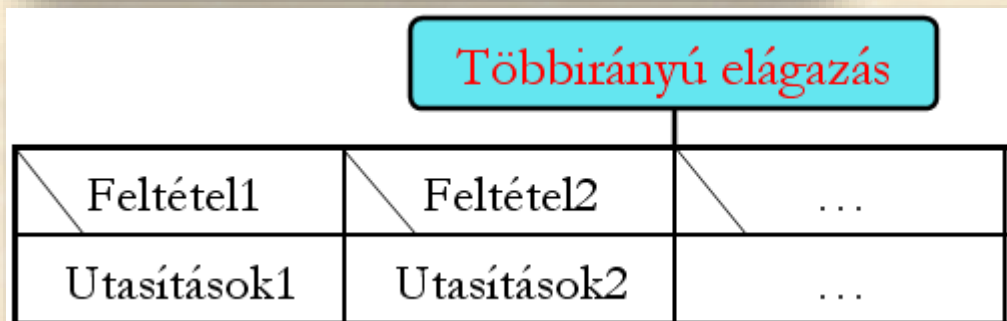 Többirányú elágazás
Feltétel1 Feltétel2 ...
Utasítások1 Utasítások2 ...